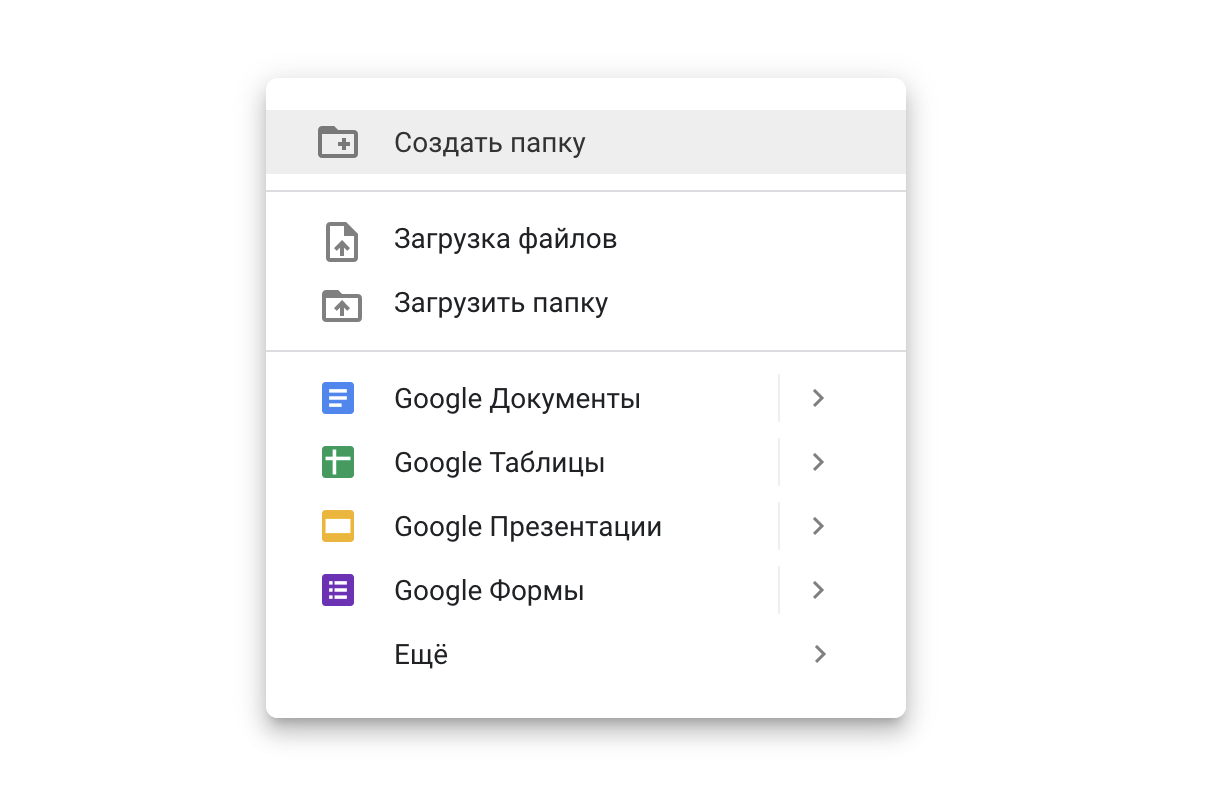 Создать папку
Загрузка файлов
Загрузить папку
Google Документы
Google Таблицы
Google Презентации
Google Формы
Ещё